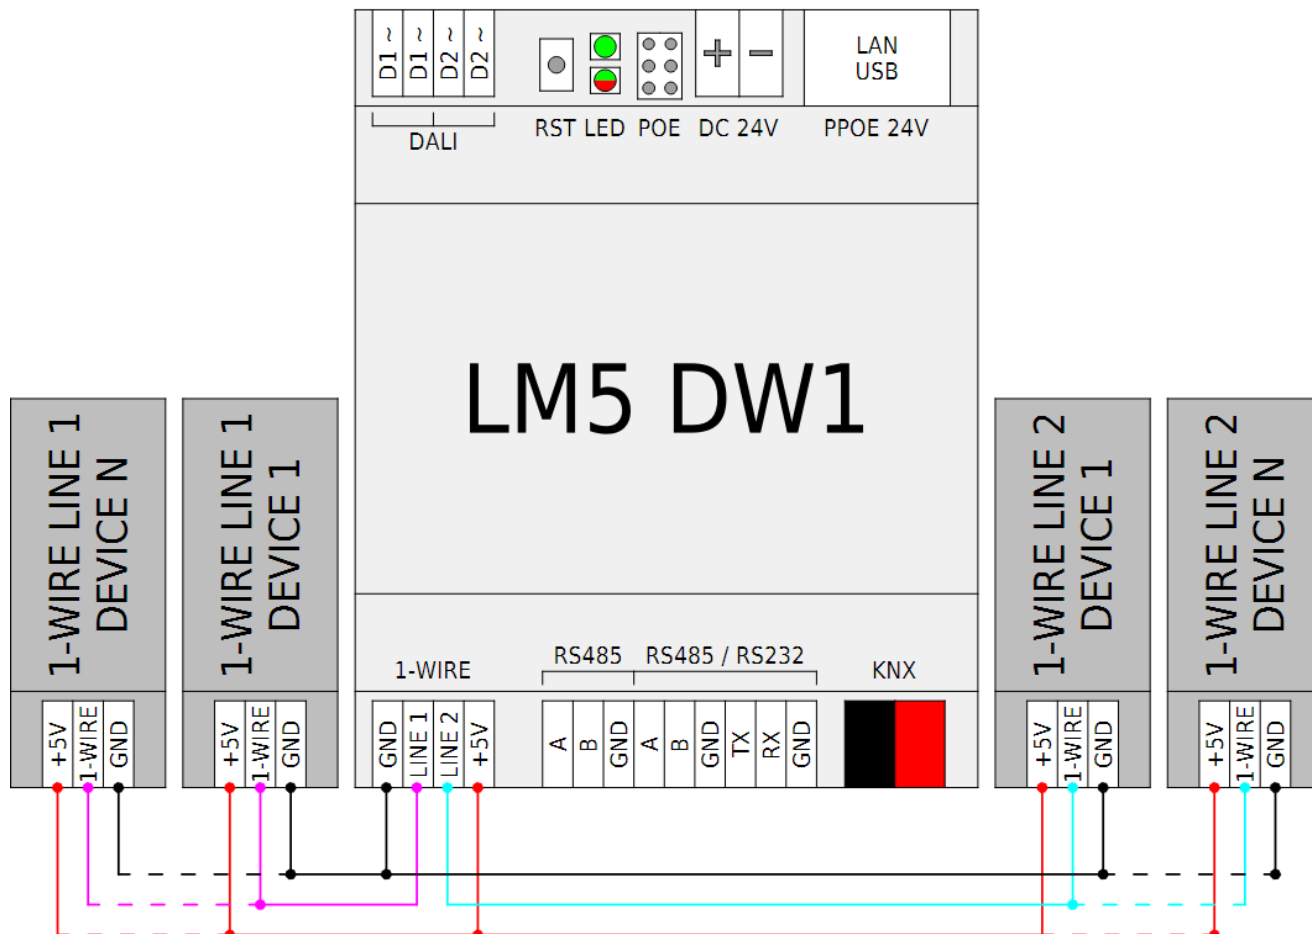 D1 ~
D1 ~
D2 ~
D2 ~
LAN
USB
DALI
RST LED POE DC 24V PPOE 24V
LM5 DW1
1-WIRE LINE 1
DEVICE N
1-WIRE LINE 1
DEVICE 1
1-WIRE LINE 2
DEVICE 1
1-WIRE LINE 2
DEVICE N
1-WIRE
RS485
RS485 / RS232
KNX
+5V
1-WIRE
GND
+5V
1-WIRE
GND
GND
LINE 1
LINE 2
+5V
A
B
GND
A
B
GND
TX
RX
GND
+5V
1-WIRE
GND
+5V
1-WIRE
GND